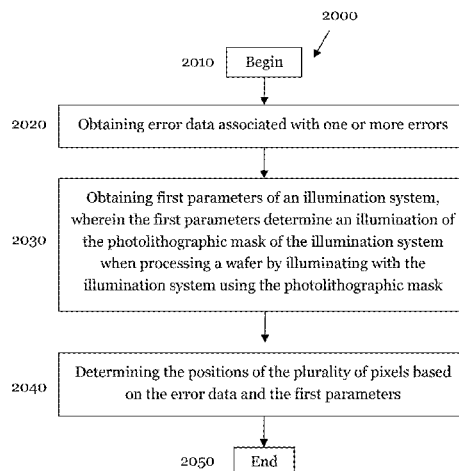 2000
2010 Begin
2020 Obtaining error data associated with one or more errors
Obtaining first parameters of an illumination system,
wherein the first parameters determine an illumination of
2030 the photolithographic mask of the illumination system
when processing a wafer by illuminating with the
illumination system using the photolithographic mask
Determining the positions of the plurality of pixels based
2040 on the error data and the first parameters
2050 End